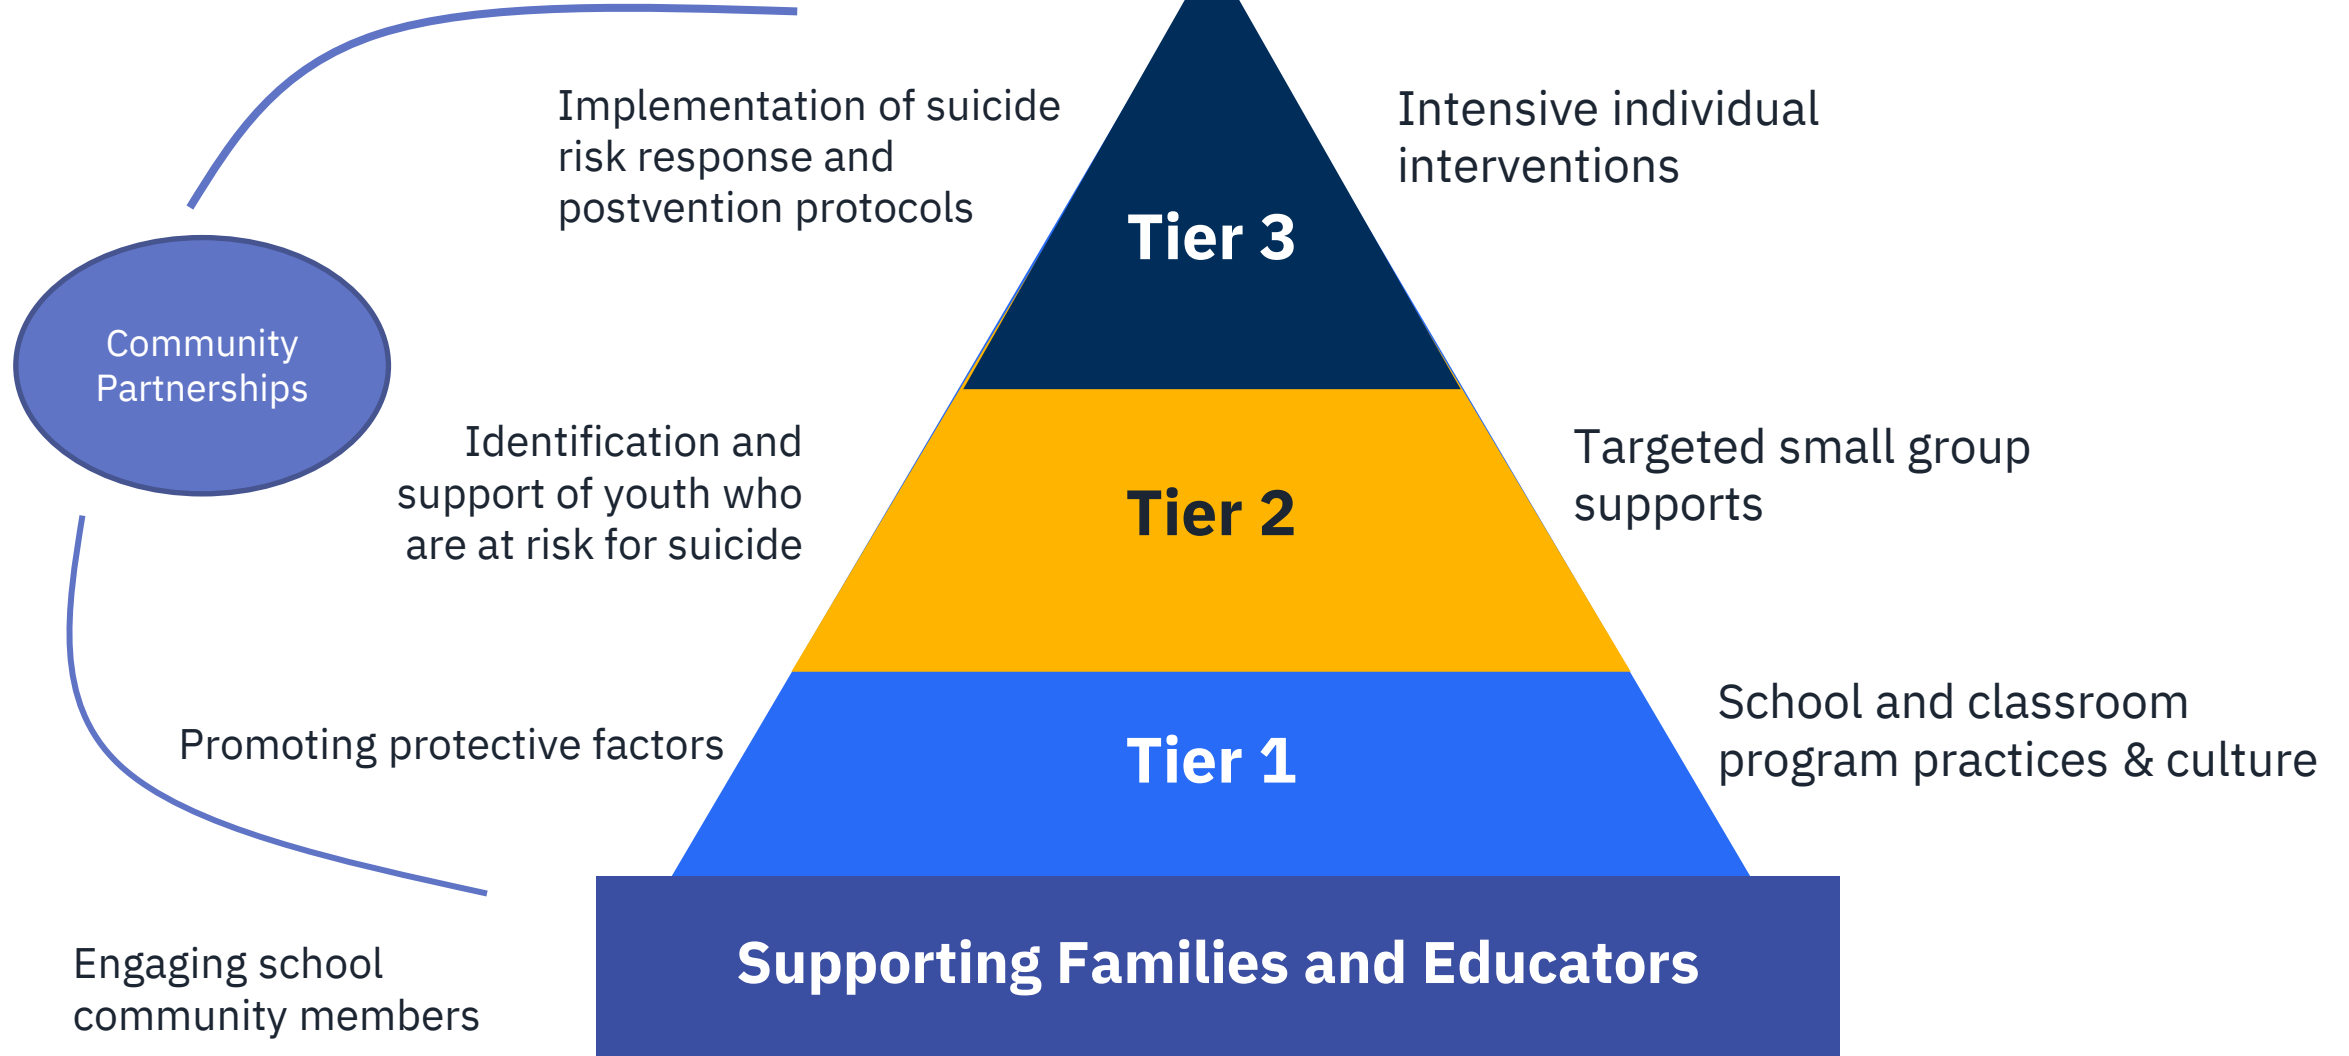 Implementation of suicide
risk response and
postvention protocols
Tier 3
Intensive individual
interventions
Community
Partnerships
Identification and
support of youth who
are at risk for suicide
Tier 2
Targeted small group
supports
Promoting protective factors
Tier 1
School and classroom
program practices & culture
Engaging school
community members
Supporting Families and Educators